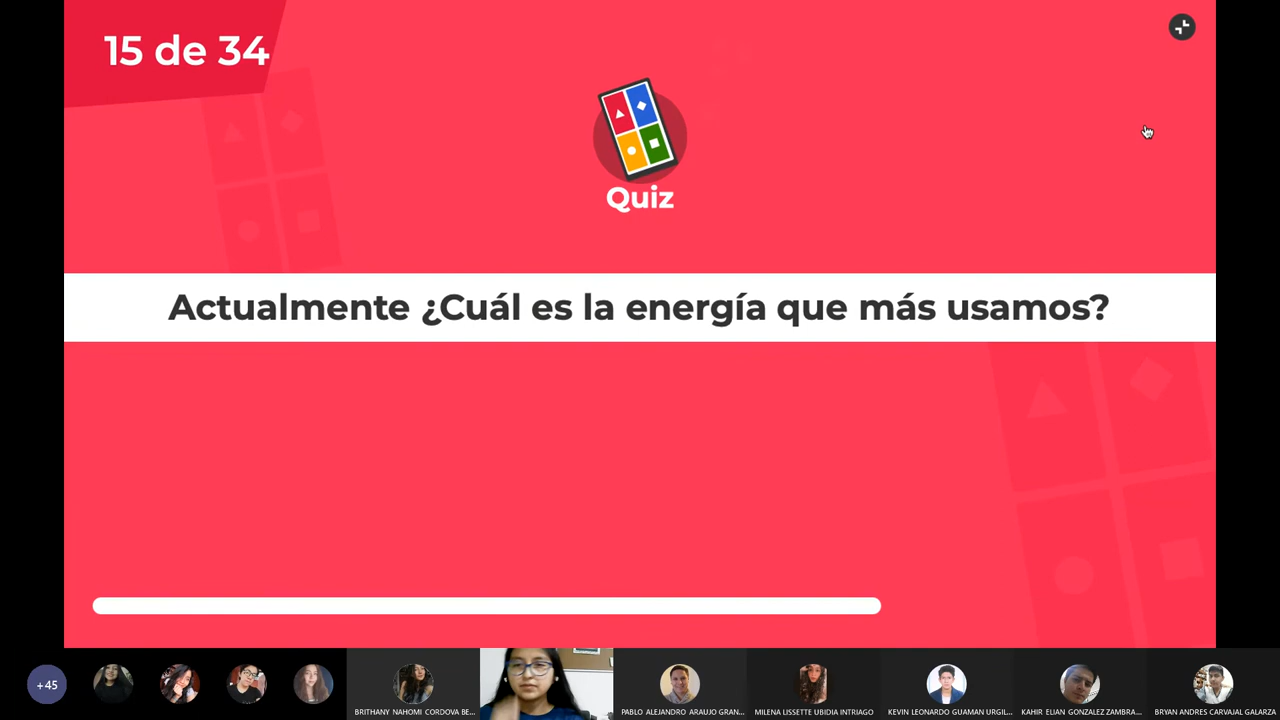 15 de 34
Quiz
Actualmente ¿Cuál es la energía que más usamos?
+45
BRITHANY NAHOMI CORDOVA BE...
PABLO ALEJANDRO ARAUJO GRAN...
MILENA LISSETTE UBIDIA INTRIAGO
KEVIN LEONARDO GUAMAN URGIL...
KAHIR ELIAN GONZALEZ ZAMBRA...
BRYAN ANDRES CARVAJAL GALARZA